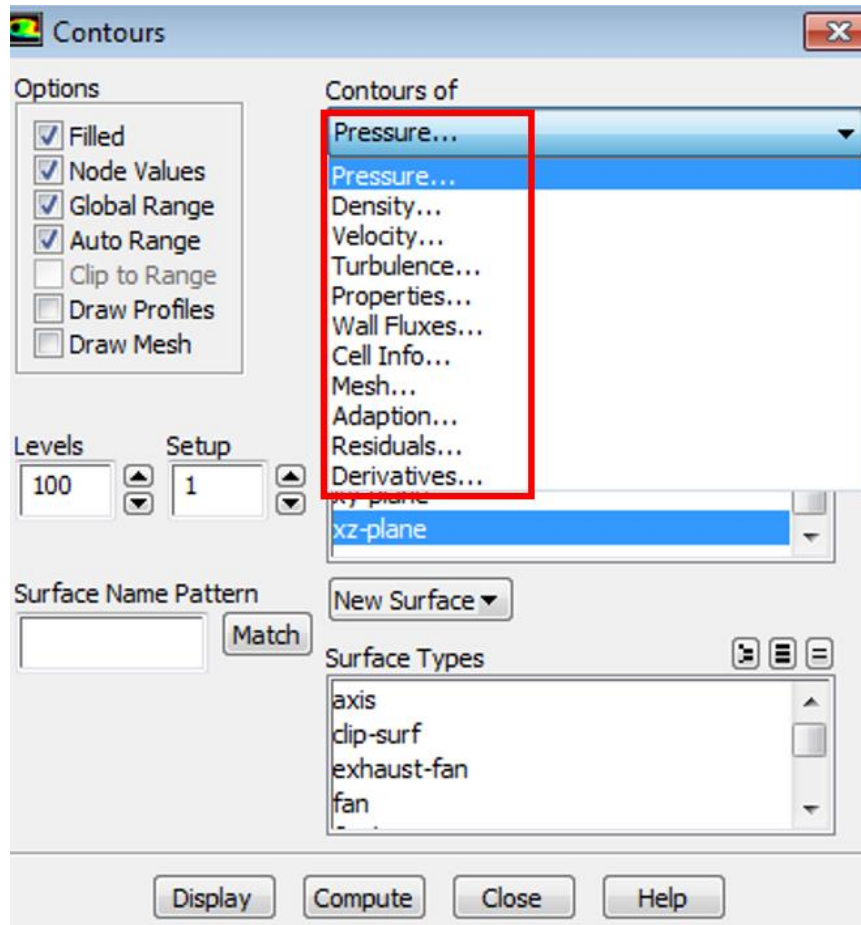 Contours
Options
Filled
Node Values
Global Range
Auto Range
Clip to Range
Draw Profiles
Draw Mesh
Contours of
Pressure...
Pressure...
Density...
Velocity...
Turbulence...
Properties...
Wall Fluxes...
Cell Info...
Mesh...
Adaption...
Residuals...
Derivatives...
Levels
Setup
100
1
xy-plane
xz-plane
Surface Name Pattern
Match
New Surface
Surface Types
axis
clip-surf
exhaust-fan
fan
Display
Compute
Close
Help